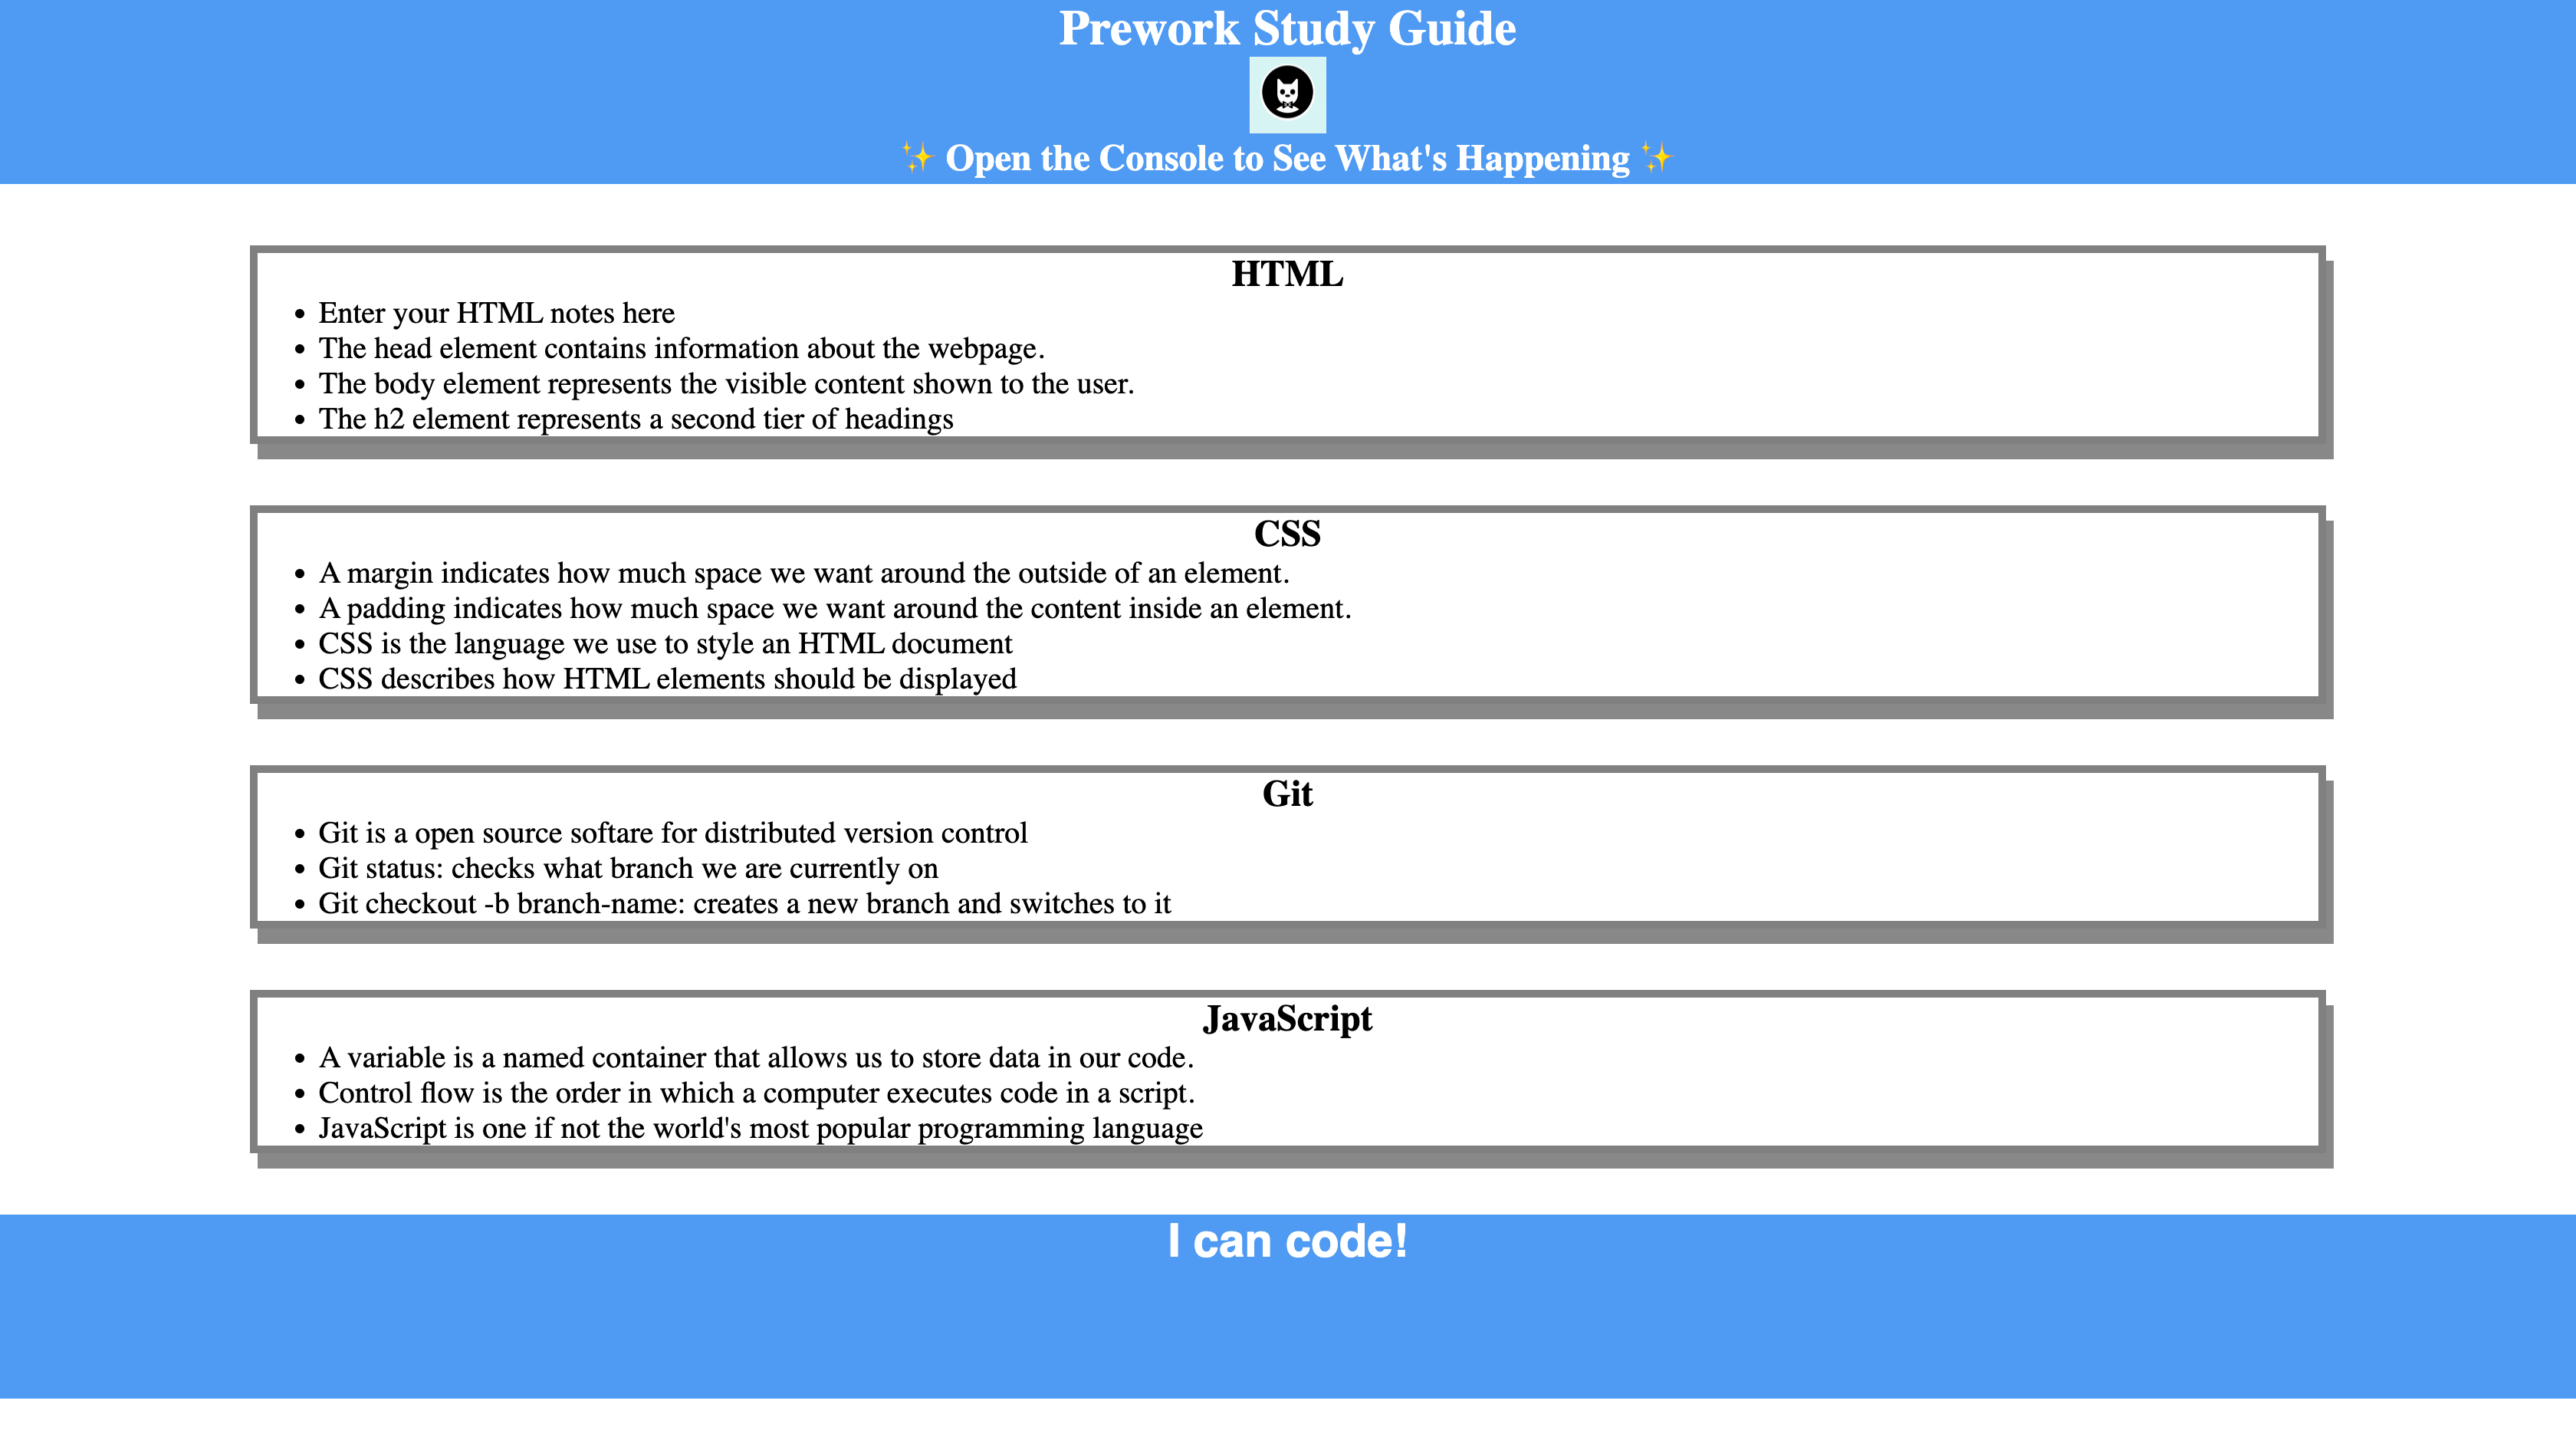 Prework Study Guide
✨ Open the Console to See What's Happening ✨
HTML
• Enter your HTML notes here
• The head element contains information about the webpage.
• The body element represents the visible content shown to the user.
• The h2 element represents a second tier of headings
CSS
• A margin indicates how much space we want around the outside of an element.
• A padding indicates how much space we want around the content inside an element.
• CSS is the language we use to style an HTML document
• CSS describes how HTML elements should be displayed
Git
• Git is a open source softare for distributed version control
• Git status: checks what branch we are currently on
• Git checkout -b branch-name: creates a new branch and switches to it
JavaScript
• A variable is a named container that allows us to store data in our code.
• Control flow is the order in which a computer executes code in a script.
• JavaScript is one if not the world's most popular programming language
I can code!